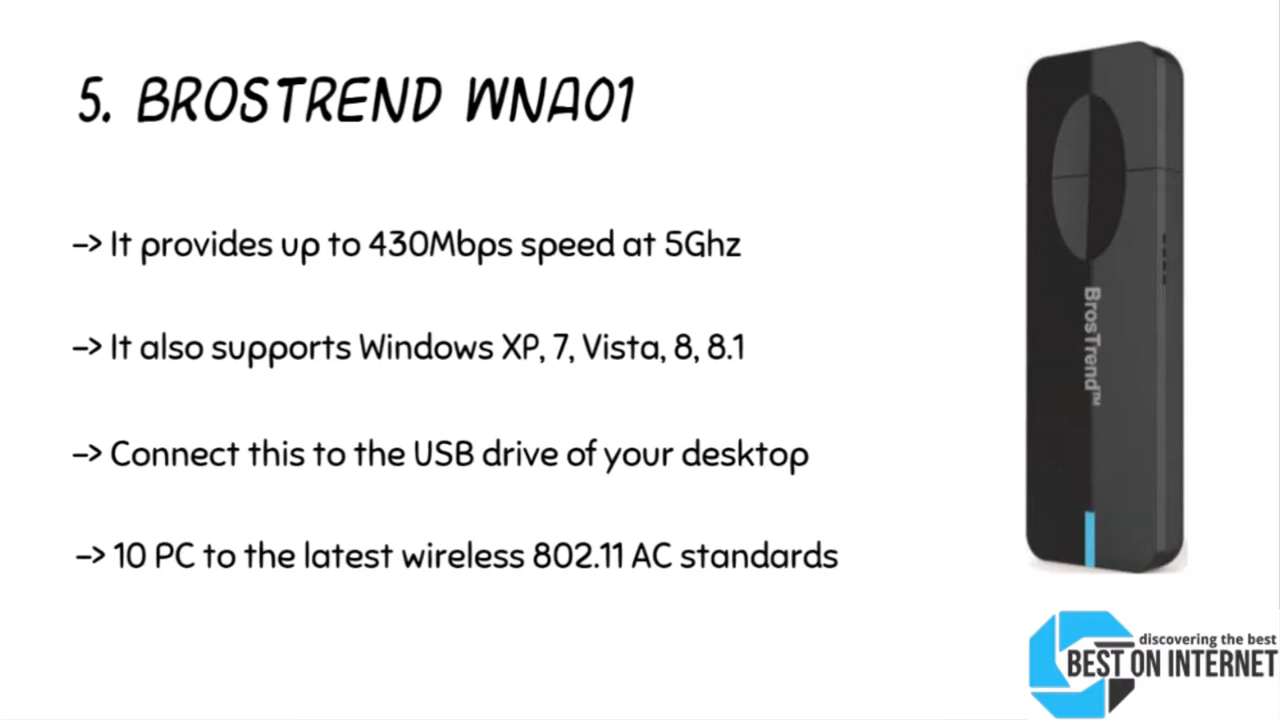 5. BROSTREND WNA01
-> It provides up to 430Mbps speed at 5Ghz
-> It also supports Windows XP, 7, Vista, 8, 8.1
-> Connect this to the USB drive of your desktop
-> 10 PC to the latest wireless 802.11 AC standards
BrosTrend™
discovering the best
BEST ON INTERNET